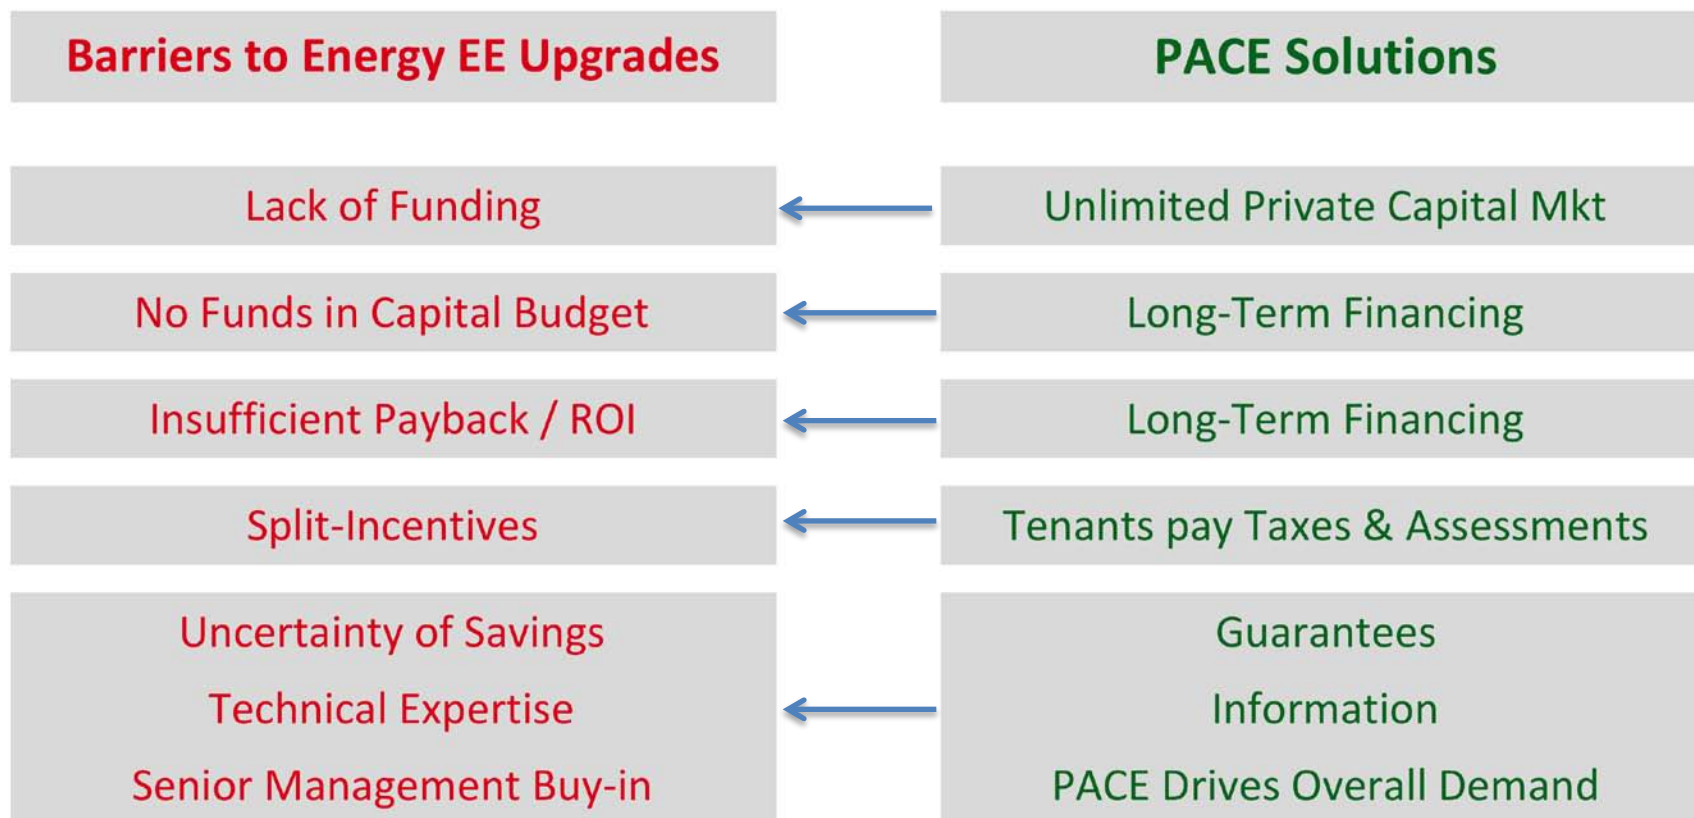 Barriers to Energy EE Upgrades
PACE Solutions
Lack of Funding
Unlimited Private Capital Mkt
No Funds in Capital Budget
Long-Term Financing
Insufficient Payback / ROI
Long-Term Financing
Split-Incentives
Tenants pay Taxes & Assessments
Uncertainty of Savings
Technical Expertise
Senior Management Buy-in
Guarantees
Information
PACE Drives Overall Demand